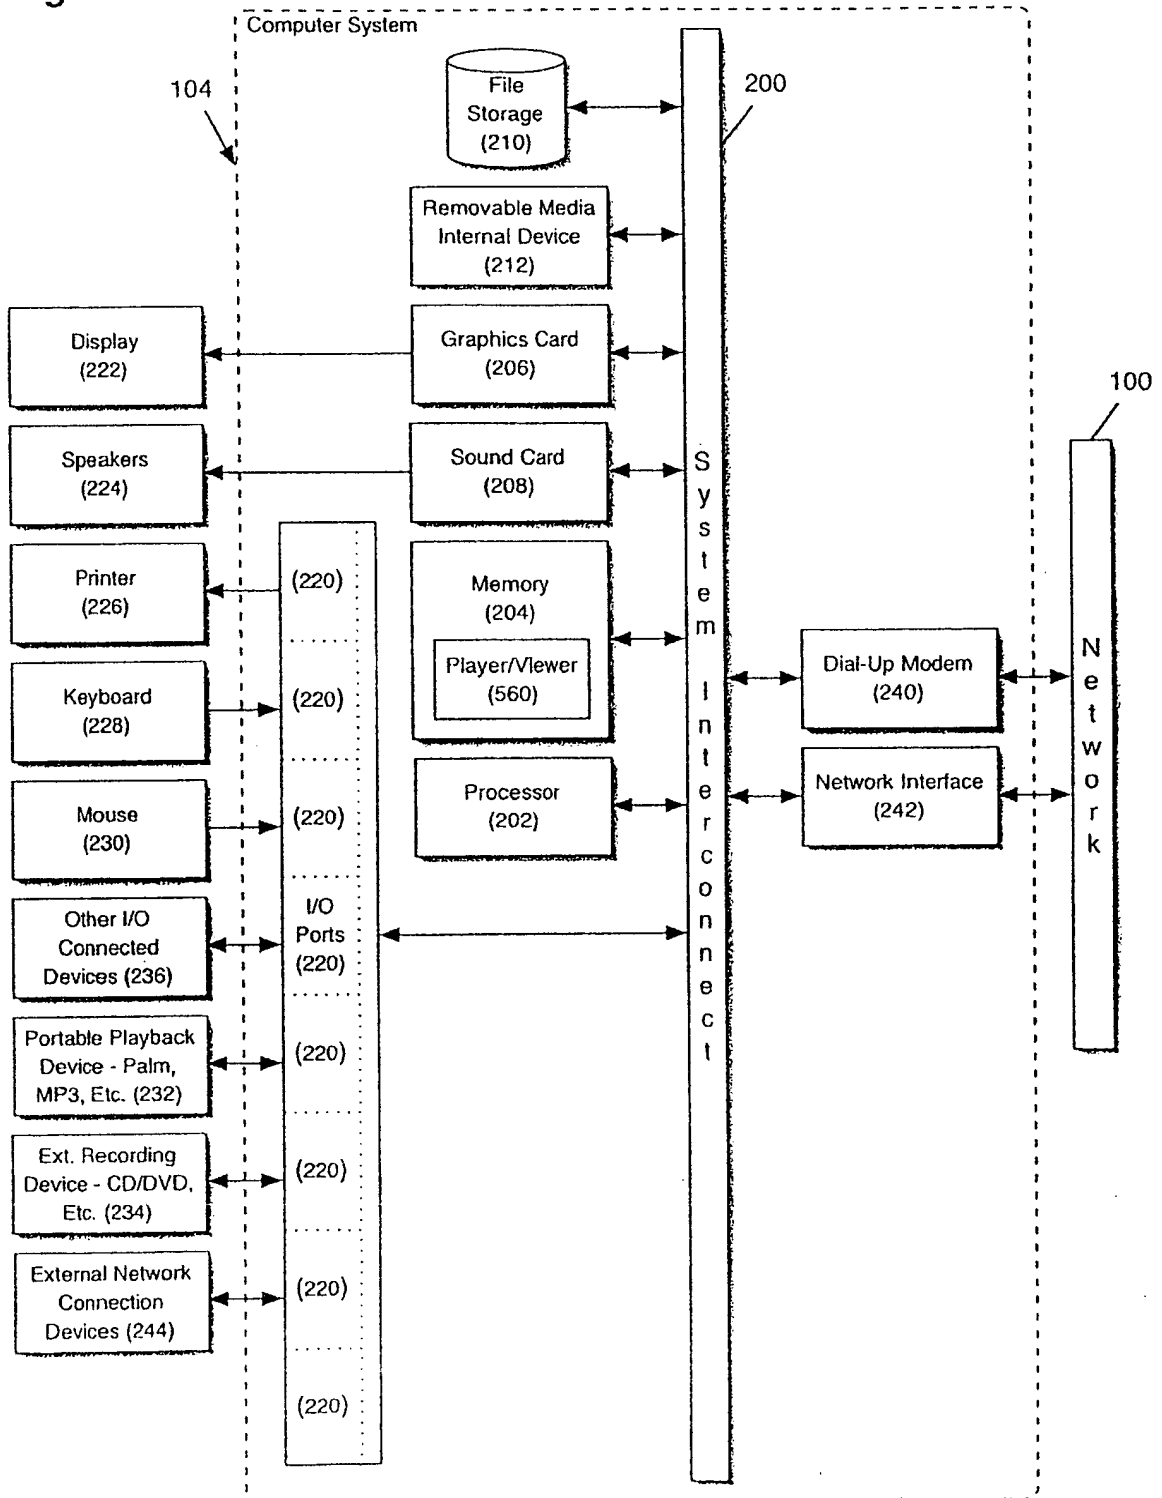 Computer System
104
200
File
Storage
(210)
Removable Media
Internal Device
(212)
Display
(222)
Graphics Card
(206)
100
Speakers
(224)
Sound Card
(208)
Printer
(226)
(220)
Memory
(204)
Player/Viewer
(560)
System Interconnect
Keyboard
(228)
(220)
Dial-Up Modem
(240)
Network
Mouse
(230)
(220)
Processor
(202)
Network Interface
(242)
Other I/O
Connected
Devices (236)
I/O
Ports
(220)
Portable Playback
Device - Palm,
MP3, Etc. (232)
(220)
Ext. Recording
Device - CD/DVD,
Etc. (234)
(220)
External Network
Connection
Devices (244)
(220)
(220)